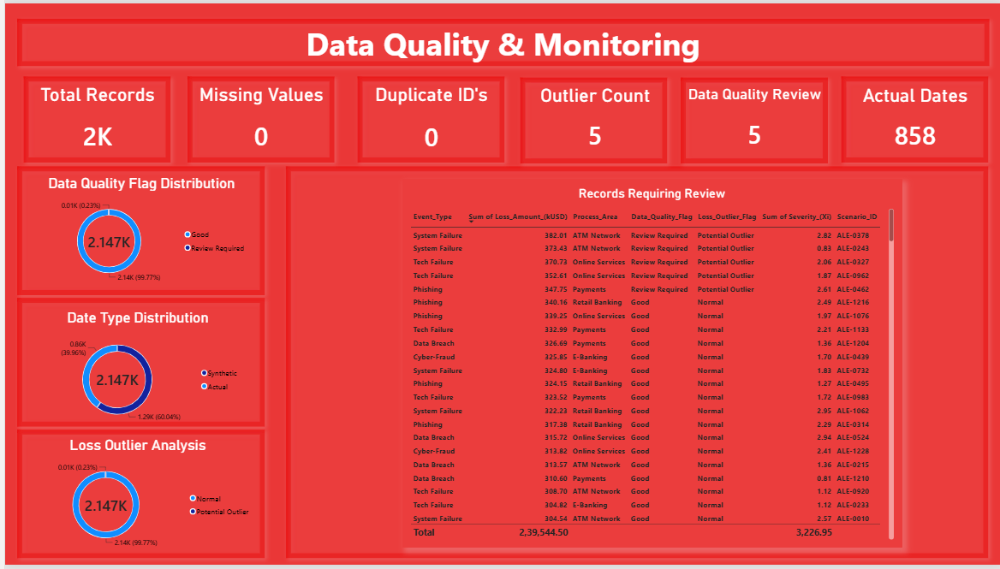 Data Quality & Monitoring
Total Records
2K
Missing Values
0
Duplicate ID's
0
Outlier Count
5
Data Quality Review
5
Actual Dates
858
Data Quality Flag Distribution
0.01K (0.23%)
2.147K
2.14K (99.77%)
Good
Review Required
Date Type Distribution
0.86K
(39.96%)
2.147K
1.29K (60.04%)
Synthetic
Actual
Loss Outlier Analysis
0.01K (0.23%)
2.147K
2.14K (99.77%)
Normal
Potential Outlier
Records Requiring Review
Event_Type Sum of Loss_Amount_(kUSD) Process_Area Data_Quality_Flag Loss_Outlier_Flag Sum of Severity_(Xi) Scenario_ID
System Failure 382.01 ATM Network Review Required Potential Outlier 2.82 ALE-0378
System Failure 373.43 ATM Network Review Required Potential Outlier 0.83 ALE-0243
Tech Failure 370.73 Online Services Review Required Potential Outlier 2.06 ALE-0327
Tech Failure 352.61 Online Services Review Required Potential Outlier 1.87 ALE-0962
Phishing 347.75 Payments Review Required Potential Outlier 2.61 ALE-0462
Phishing 340.16 Retail Banking Good Normal 2.49 ALE-1216
Phishing 339.25 Online Services Good Normal 1.97 ALE-1076
Tech Failure 332.99 Payments Good Normal 2.21 ALE-1133
Data Breach 326.69 Payments Good Normal 1.36 ALE-1204
Cyber-Fraud 325.85 E-Banking Good Normal 1.70 ALE-0439
System Failure 324.80 E-Banking Good Normal 1.83 ALE-0732
Phishing 324.15 Retail Banking Good Normal 1.27 ALE-0495
Tech Failure 323.52 Payments Good Normal 1.72 ALE-0983
System Failure 322.23 Retail Banking Good Normal 2.95 ALE-1062
Phishing 317.38 Retail Banking Good Normal 2.29 ALE-0314
Data Breach 315.72 Online Services Good Normal 2.94 ALE-0524
Cyber-Fraud 313.82 Online Services Good Normal 2.41 ALE-1228
Data Breach 313.57 ATM Network Good Normal 1.36 ALE-0215
Data Breach 310.60 Payments Good Normal 0.81 ALE-1210
Tech Failure 308.70 ATM Network Good Normal 1.12 ALE-0920
Tech Failure 304.82 E-Banking Good Normal 1.12 ALE-0233
System Failure 304.54 ATM Network Good Normal 2.57 ALE-0010
Total 2,39,544.50 3,226.95